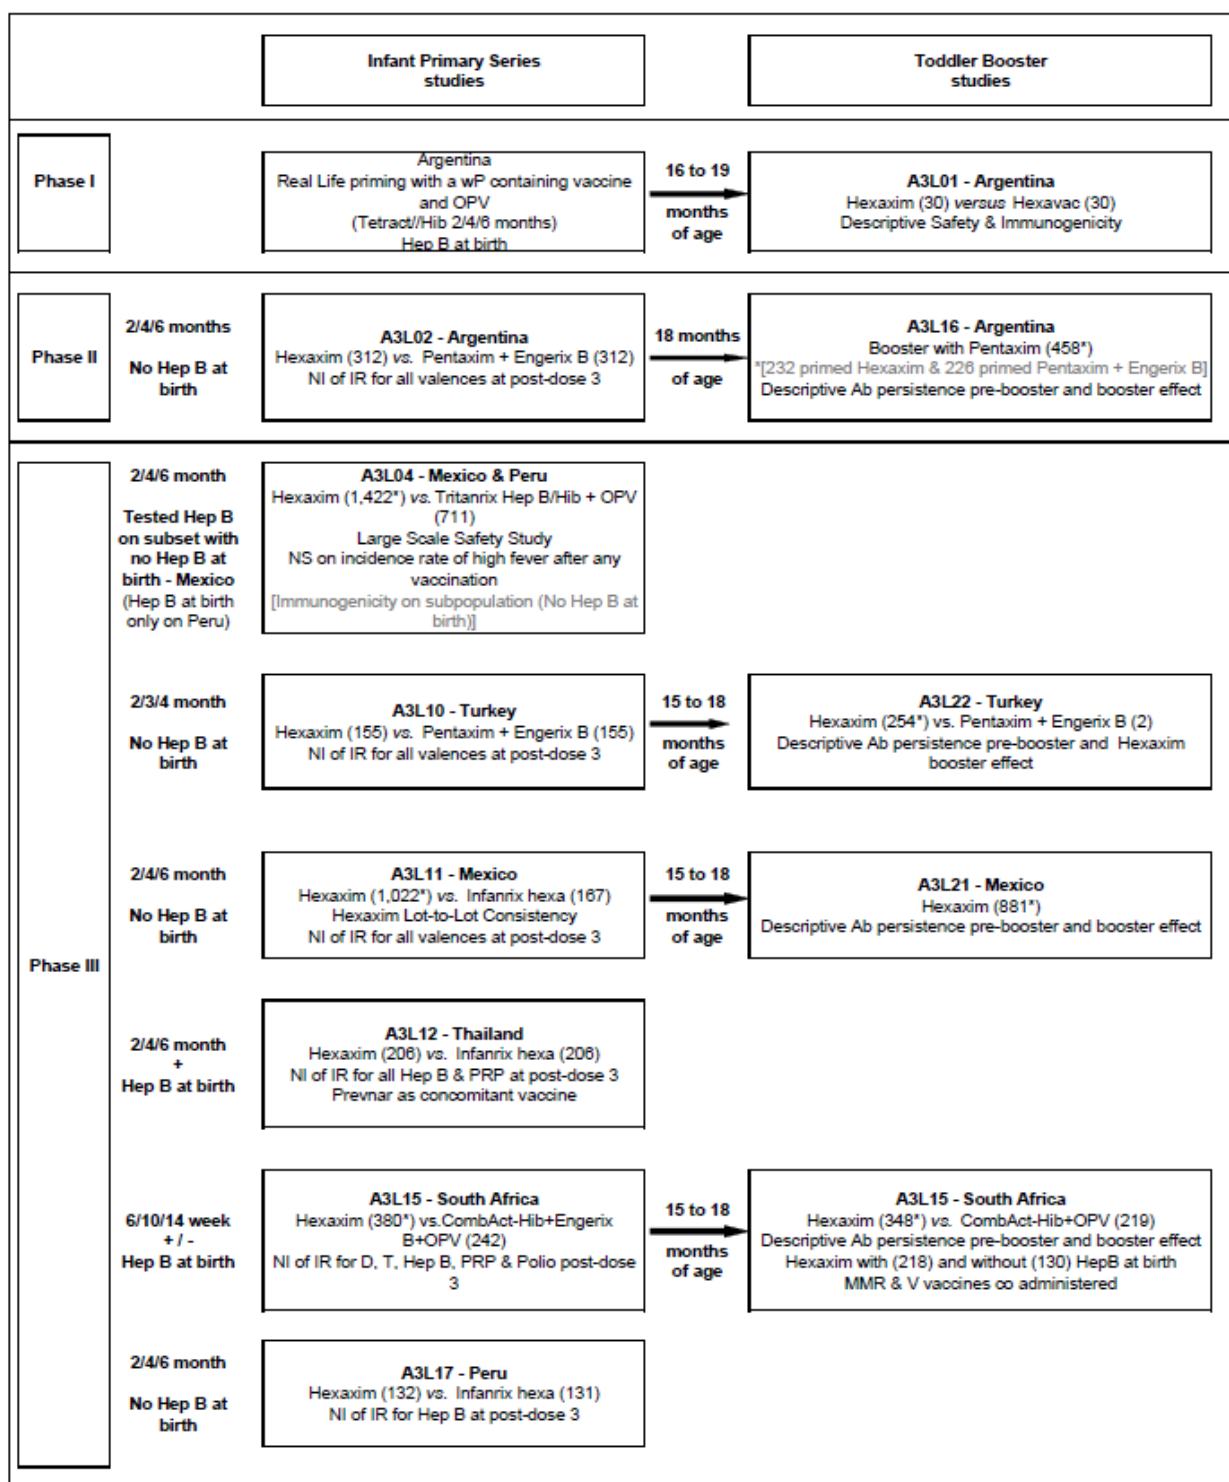 Infant Primary Series
studies
Toddler Booster
studies
Phase I
Argentina
Real Life priming with a wP containing vaccine
and OPV
(Tetract//Hib 2/4/6 months)
Hep B at birth
16 to 19
months
of age
A3L01 - Argentina
Hexaxim (30) versus Hexavac (30)
Descriptive Safety & Immunogenicity
Phase II
2/4/6 months
No Hep B at
birth
A3L02 - Argentina
Hexaxim (312) vs. Pentaxim + Engerix B (312)
NI of IR for all valences at post-dose 3
18 months
of age
A3L16 - Argentina
Booster with Pentaxim (458*)
*[232 primed Hexaxim & 226 primed Pentaxim + Engerix B]
Descriptive Ab persistence pre-booster and booster effect
Phase III
2/4/6 month
Tested Hep B
on subset with
no Hep B at
birth - Mexico
(Hep B at birth
only on Peru)
A3L04 - Mexico & Peru
Hexaxim (1,422*) vs. Tritanrix Hep B/Hib + OPV
(711)
Large Scale Safety Study
NS on incidence rate of high fever after any
vaccination
[Immunogenicity on subpopulation (No Hep B at
birth)]
2/3/4 month
No Hep B at
birth
A3L10 - Turkey
Hexaxim (155) vs. Pentaxim + Engerix B (155)
NI of IR for all valences at post-dose 3
15 to 18
months
of age
A3L22 - Turkey
Hexaxim (254*) vs. Pentaxim + Engerix B (2)
Descriptive Ab persistence pre-booster and Hexaxim
booster effect
2/4/6 month
No Hep B at
birth
A3L11 - Mexico
Hexaxim (1,022*) vs. Infanrix hexa (167)
Hexaxim Lot-to-Lot Consistency
NI of IR for all valences at post-dose 3
15 to 18
months
of age
A3L21 - Mexico
Hexaxim (881*)
Descriptive Ab persistence pre-booster and booster effect
2/4/6 month
+
Hep B at birth
A3L12 - Thailand
Hexaxim (206) vs. Infanrix hexa (206)
NI of IR for all Hep B & PRP at post-dose 3
Prevnar as concomitant vaccine
6/10/14 week
+ / -
Hep B at birth
A3L15 - South Africa
Hexaxim (380*) vs.CombAct-Hib+Engerix
B+OPV (242)
NI of IR for D, T, Hep B, PRP & Polio post-dose
3
15 to 18
months
of age
A3L15 - South Africa
Hexaxim (348*) vs. CombAct-Hib+OPV (219)
Descriptive Ab persistence pre-booster and booster effect
Hexaxim with (218) and without (130) HepB at birth
MMR & V vaccines co administered
2/4/6 month
No Hep B at
birth
A3L17 - Peru
Hexaxim (132) vs. Infanrix hexa (131)
NI of IR for Hep B at post-dose 3